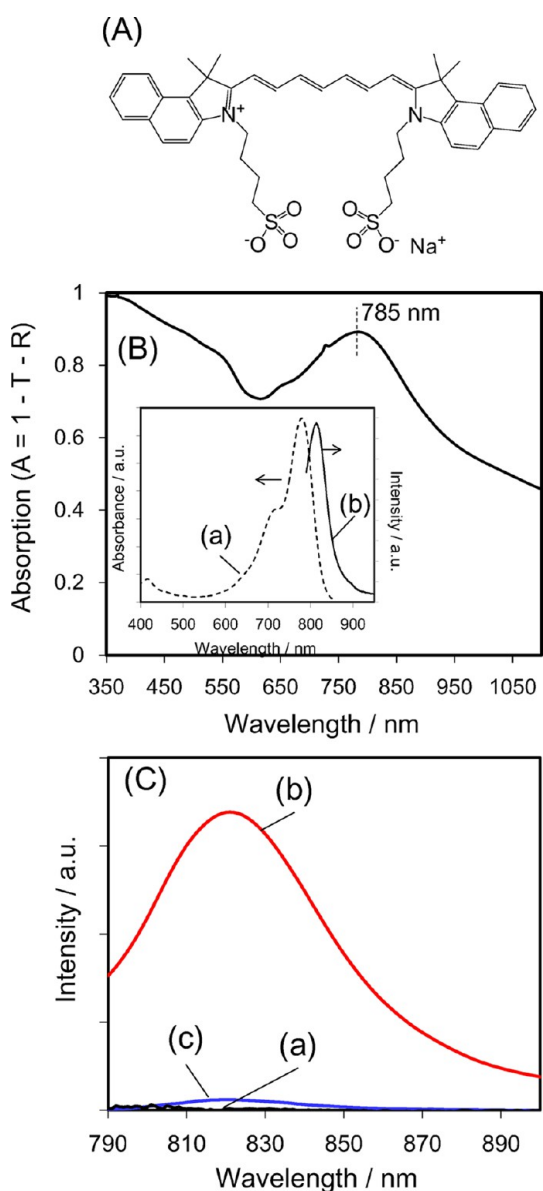 (A)
N⁺
N
O
S
O
⁻O
O
S
O
O⁻
Na⁺
(B)
785 nm
Absorption (A = 1 - T - R)
1
0.8
0.6
0.4
0.2
0
350 450 550 650 750 850 950 1050
Wavelength / nm
Absorbance / a.u.
(a)
(b)
Intensity / a.u.
400 500 600 700 800 900
Wavelength / nm
(C)
(b)
(c)
(a)
Intensity / a.u.
790 810 830 850 870 890
Wavelength / nm